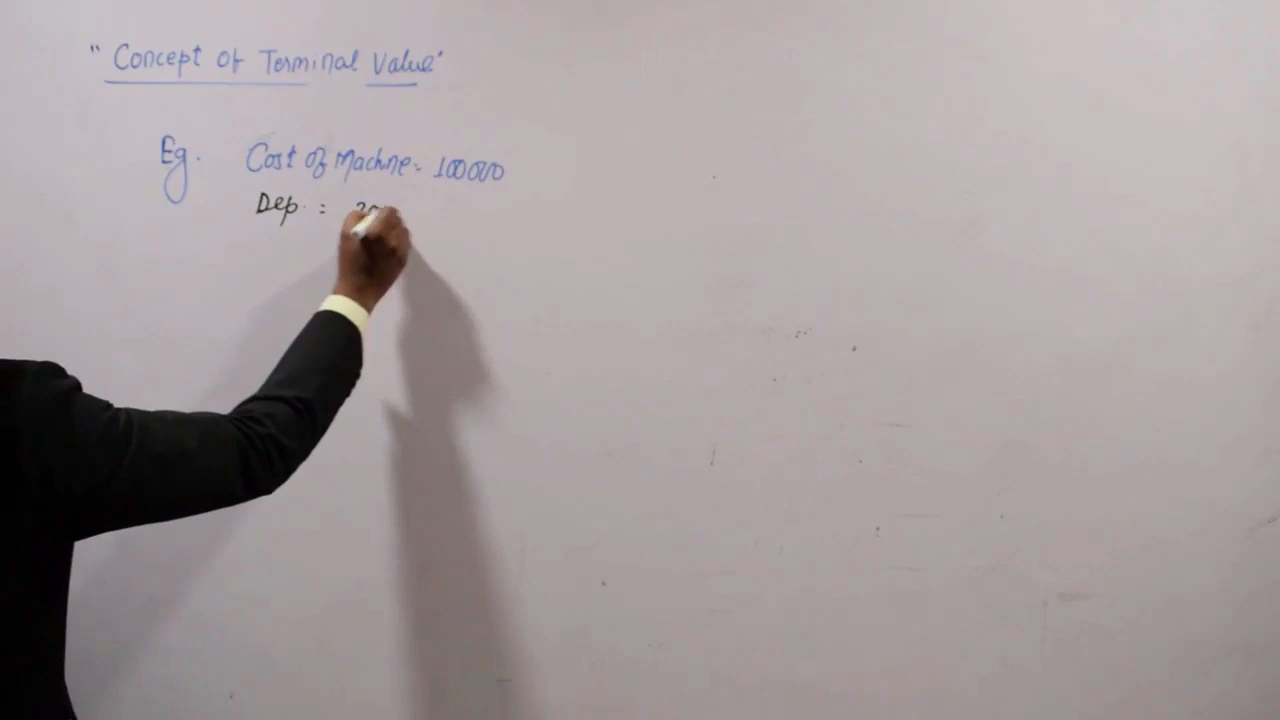 "Concept of Terminal Value"
Eg. Cost of Machine = 100000
Dep. :